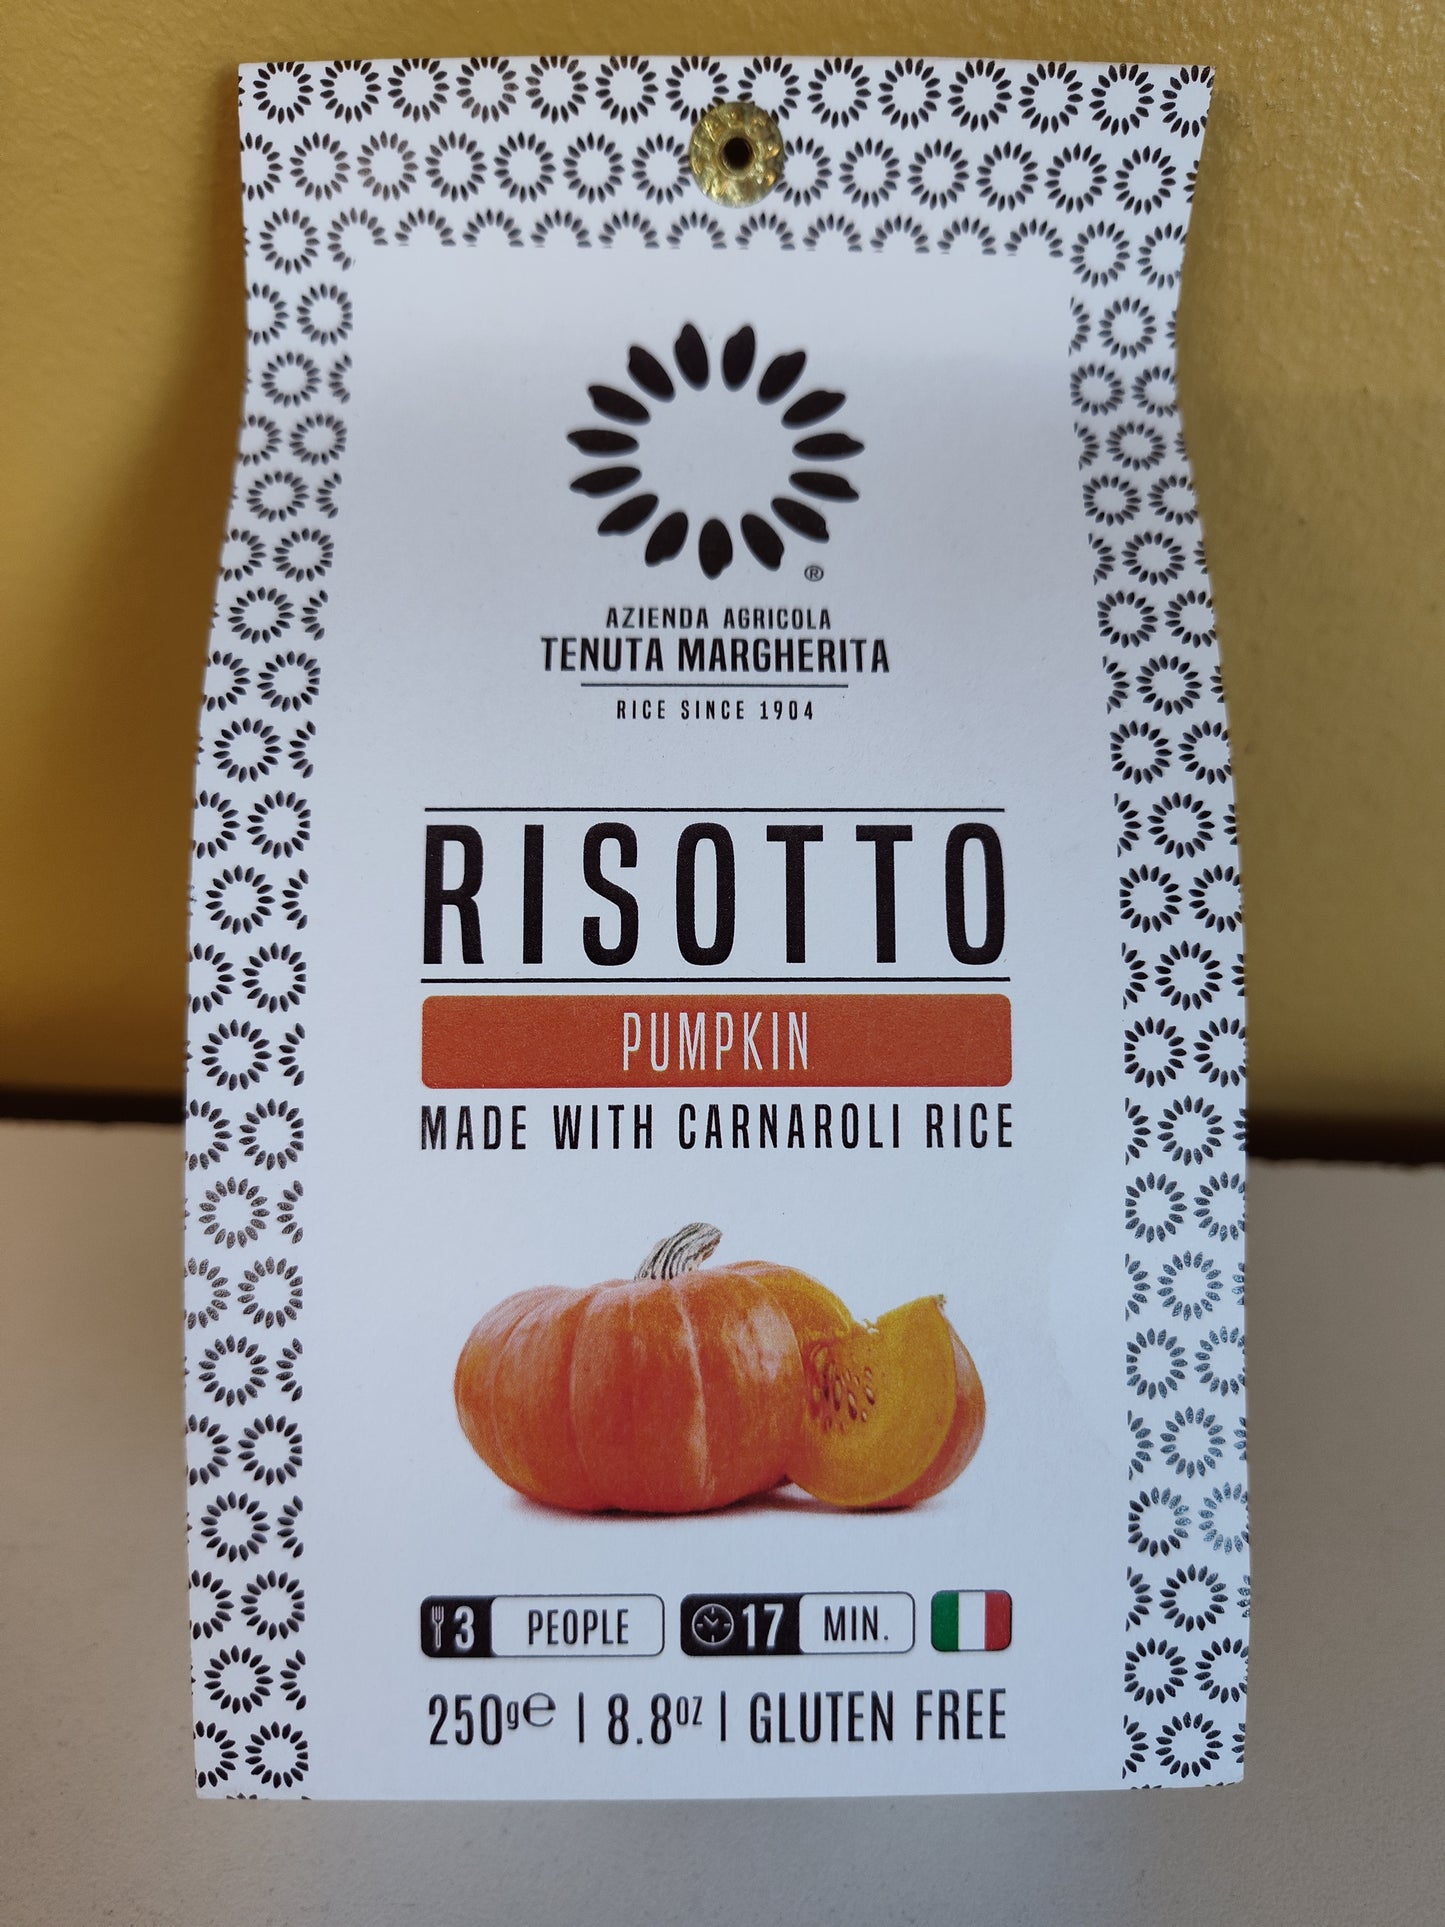 ®
AZIENDA AGRICOLA
TENUTA MARGHERITA
RICE SINCE 1904
RISOTTO
PUMPKIN
MADE WITH CARNAROLI RICE
3 PEOPLE 17 MIN.
250g℮ | 8.8oz | GLUTEN FREE